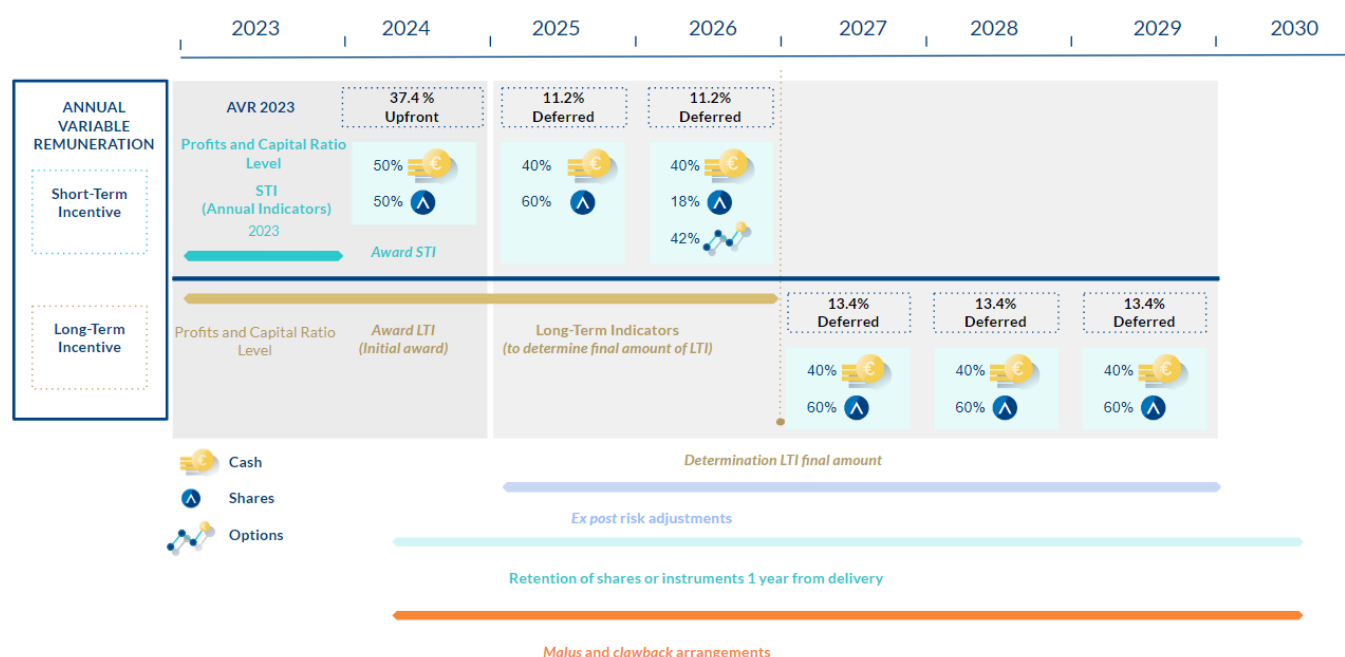 2023 2024 2025 2026 2027 2028 2029 2030
ANNUAL
VARIABLE
REMUNERATION
Short-Term
Incentive
Long-Term
Incentive
AVR 2023
Profits and Capital Ratio
Level
STI
(Annual Indicators)
2023
37.4 %
Upfront
50%
50%
Award STI
11.2%
Deferred
40%
60%
11.2%
Deferred
40%
18%
42%
Profits and Capital Ratio
Level
Award LTI
(Initial award)
Long-Term Indicators
(to determine final amount of LTI)
13.4%
Deferred
40%
60%
13.4%
Deferred
40%
60%
13.4%
Deferred
40%
60%
Cash
Shares
Options
Determination LTI final amount
Ex post risk adjustments
Retention of shares or instruments 1 year from delivery
Malus and clawback arrangements